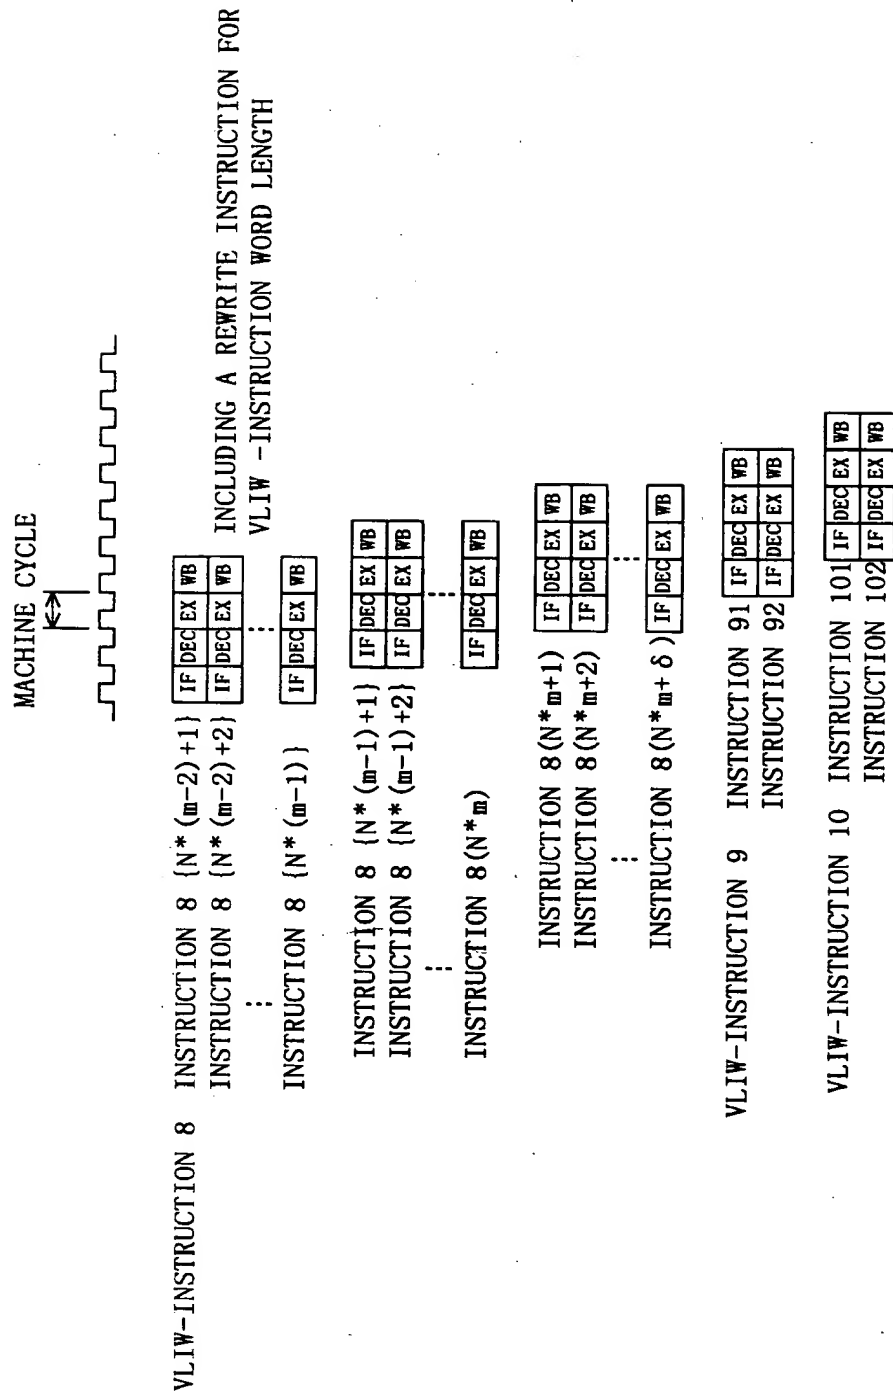 MACHINE CYCLE
VLIW-INSTRUCTION 8 INSTRUCTION 8 {N*(m-2)+1} IF DEC EX WB
INSTRUCTION 8 {N*(m-2)+2} IF DEC EX WB
INCLUDING A REWRITE INSTRUCTION FOR
VLIW -INSTRUCTION WORD LENGTH
INSTRUCTION 8 {N*(m-1)} IF DEC EX WB
INSTRUCTION 8 {N*(m-1)+1} IF DEC EX WB
INSTRUCTION 8 {N*(m-1)+2} IF DEC EX WB
INSTRUCTION 8(N*m) IF DEC EX WB
INSTRUCTION 8(N*m+1) IF DEC EX WB
INSTRUCTION 8(N*m+2) IF DEC EX WB
INSTRUCTION 8(N*m+ δ) IF DEC EX WB
VLIW-INSTRUCTION 9 INSTRUCTION 91 IF DEC EX WB
INSTRUCTION 92 IF DEC EX WB
VLIW-INSTRUCTION 10 INSTRUCTION 101 IF DEC EX WB
INSTRUCTION 102 IF DEC EX WB